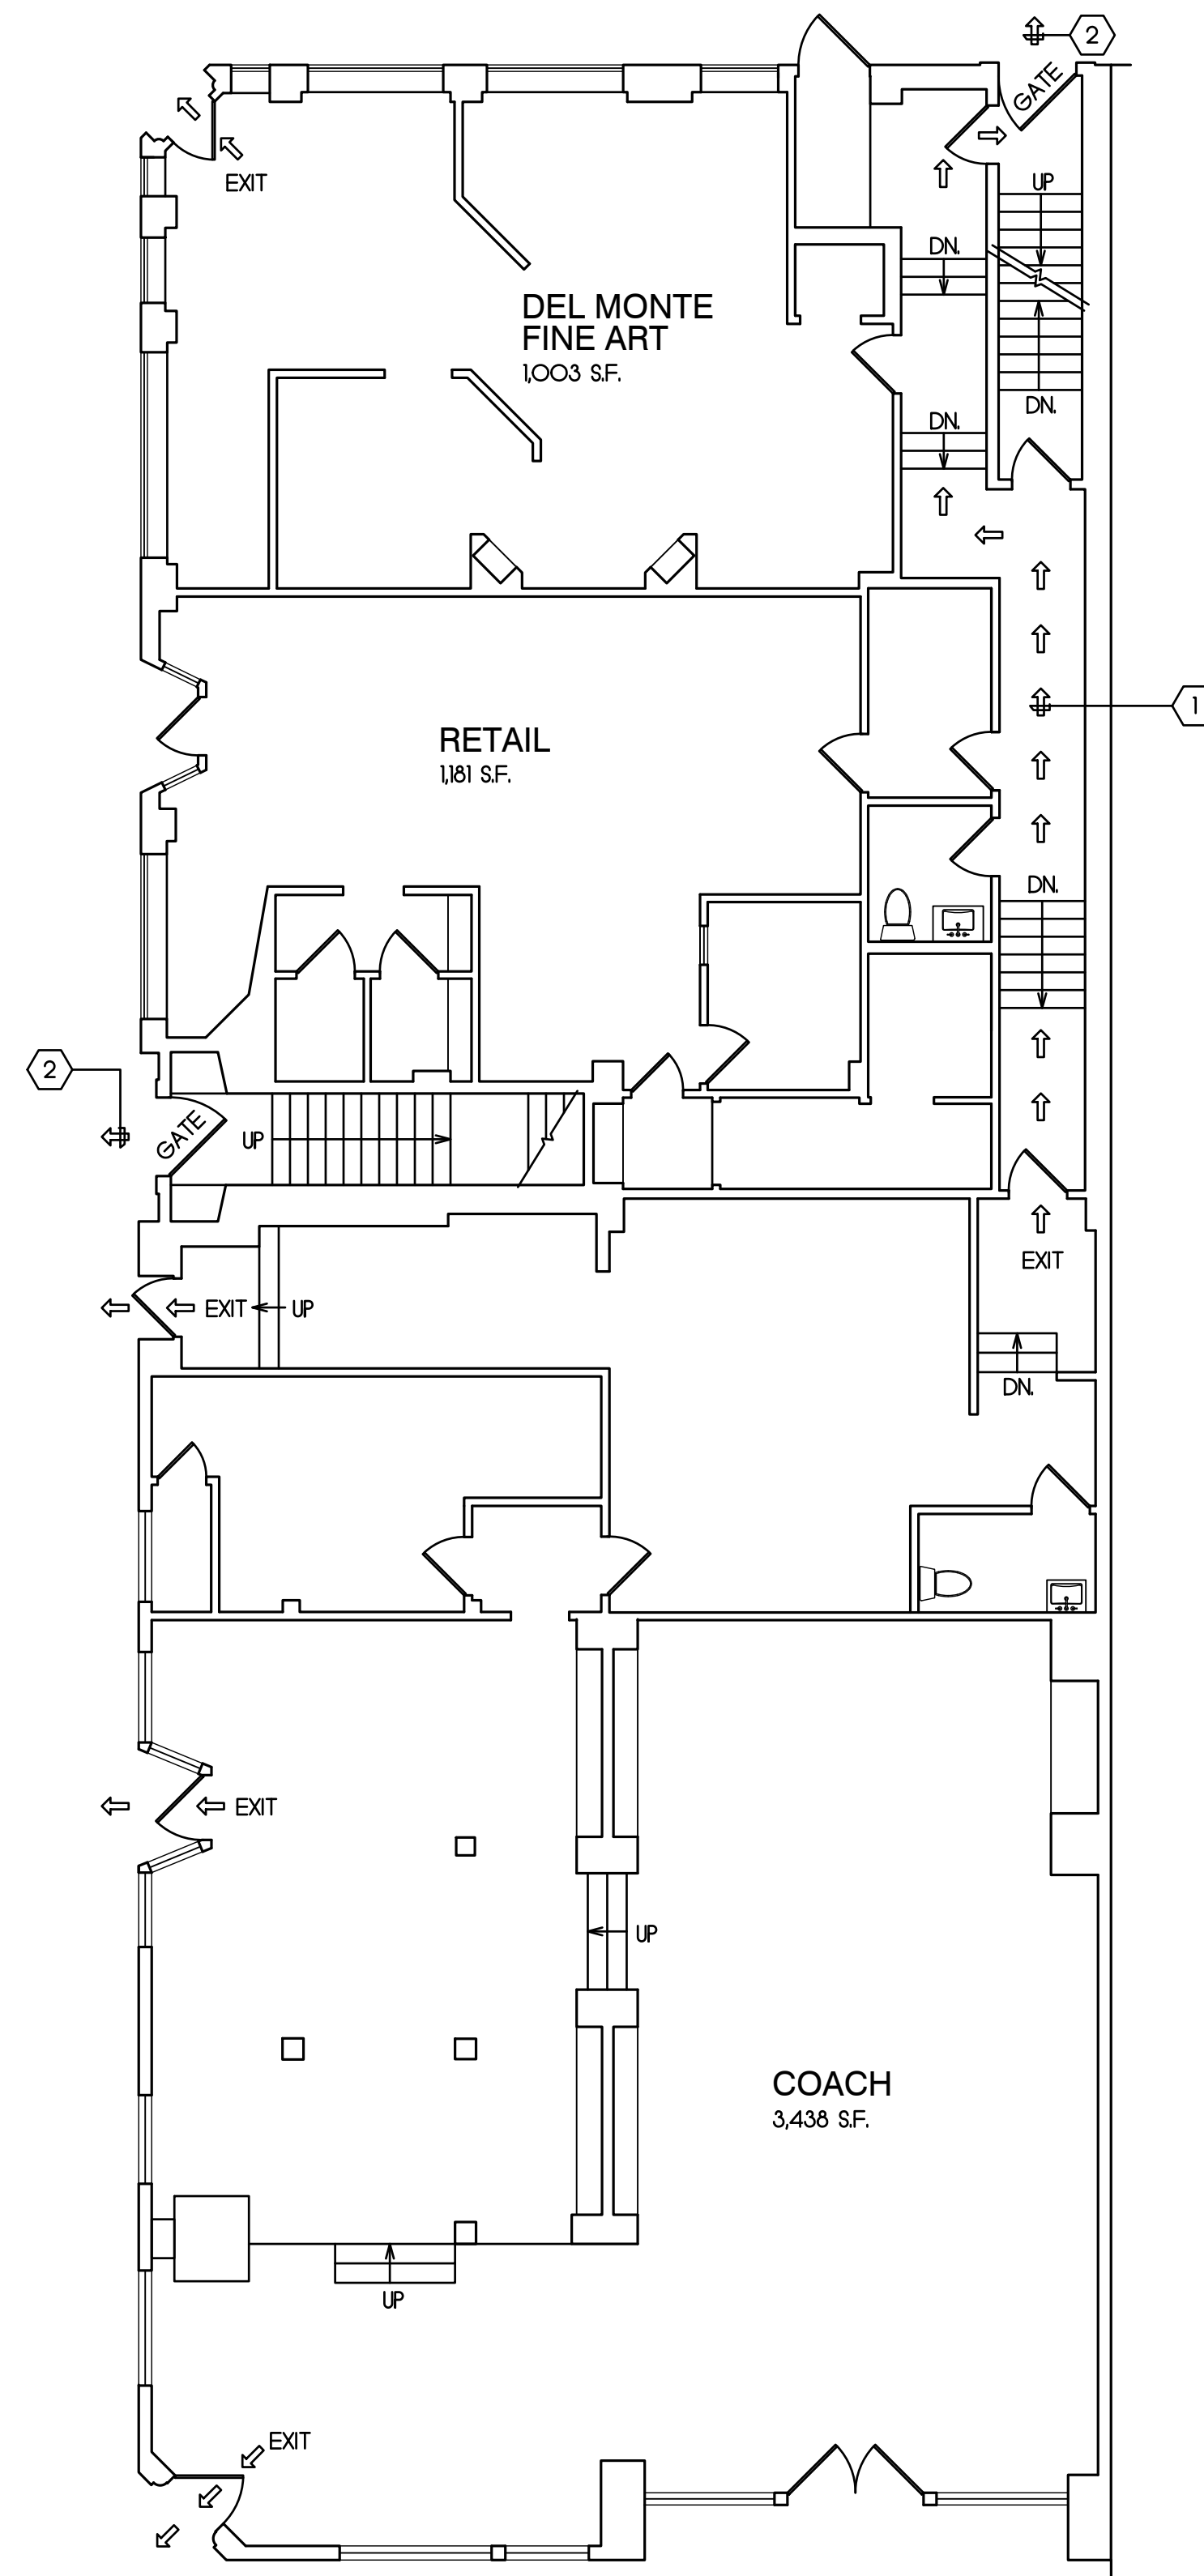 2
GATE
EXIT
UP
DN.
DEL MONTE
FINE ART
1,003 S.F.
DN.
DN.
1
RETAIL
1,181 S.F.
DN.
2
GATE
UP
EXIT
EXIT
UP
DN.
EXIT
UP
COACH
3,438 S.F.
UP
EXIT